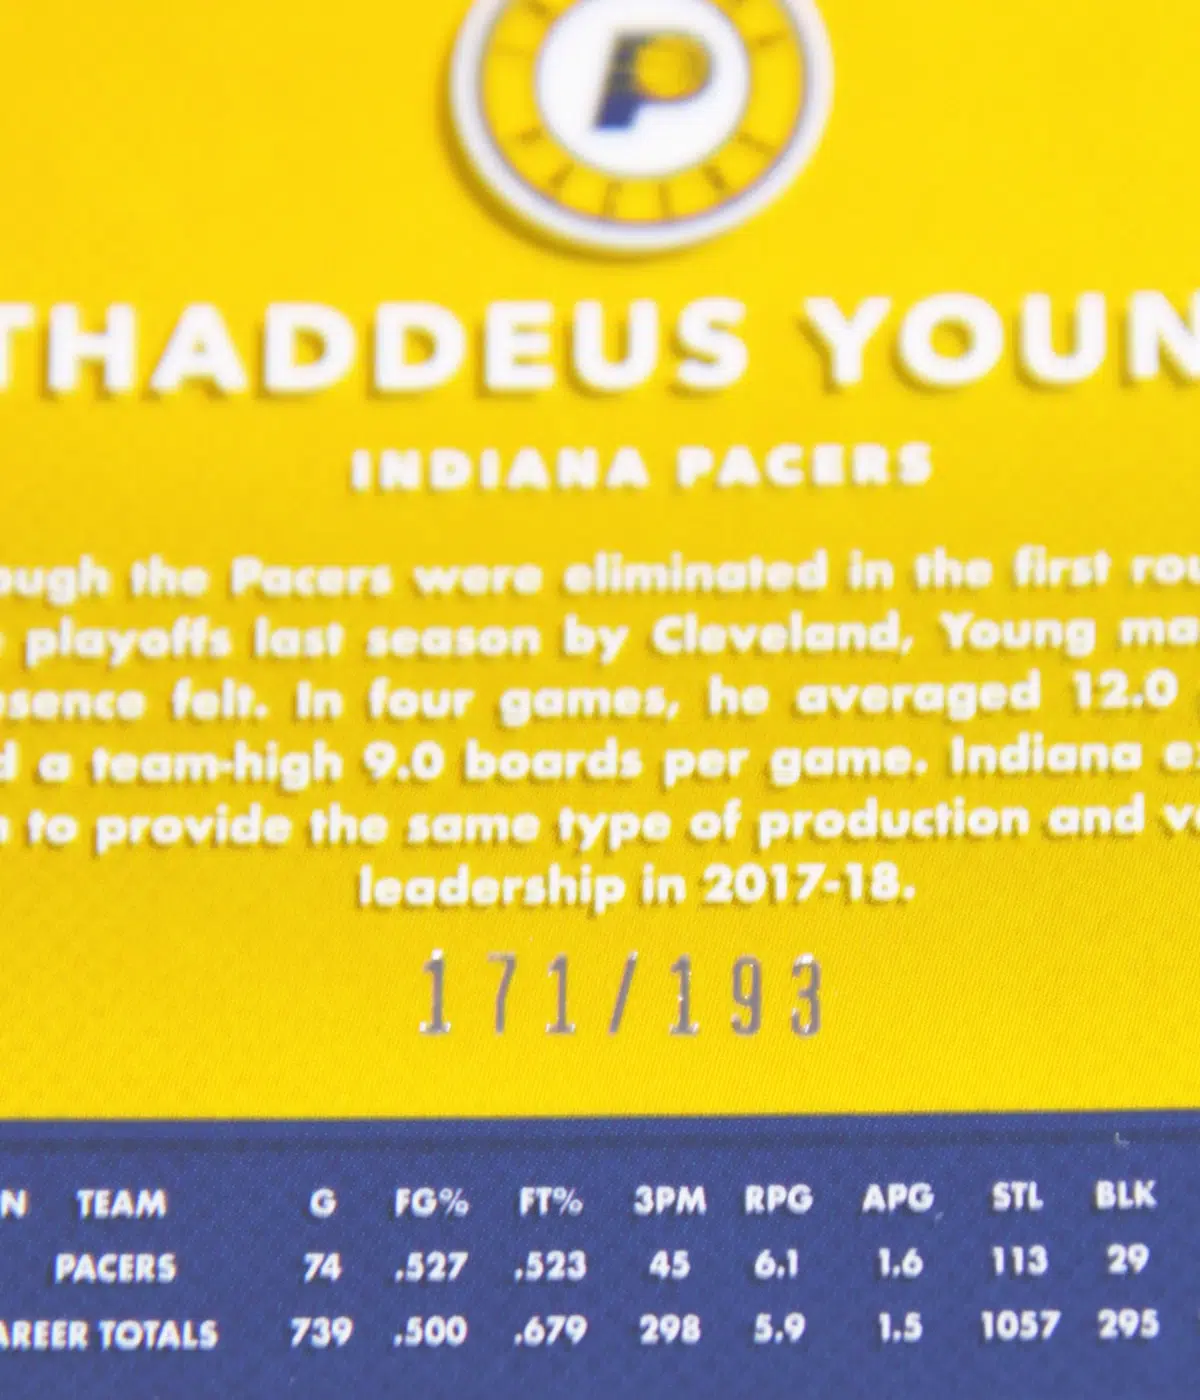 P
PACERS
THADDEUS YOUN
INDIANA PACERS
ough the Pacers were eliminated in the first rou
playoffs last season by Cleveland, Young ma
sence felt. In four games, he averaged 12.0
d a team-high 9.0 boards per game. Indiana e
to provide the same type of production and v
leadership in 2017-18.
171/193
N TEAM G FG% FT% 3PM RPG APG STL BLK
PACERS 74 .527 .523 45 6.1 1.6 113 29
AREER TOTALS 739 .500 .679 298 5.9 1.5 1057 295